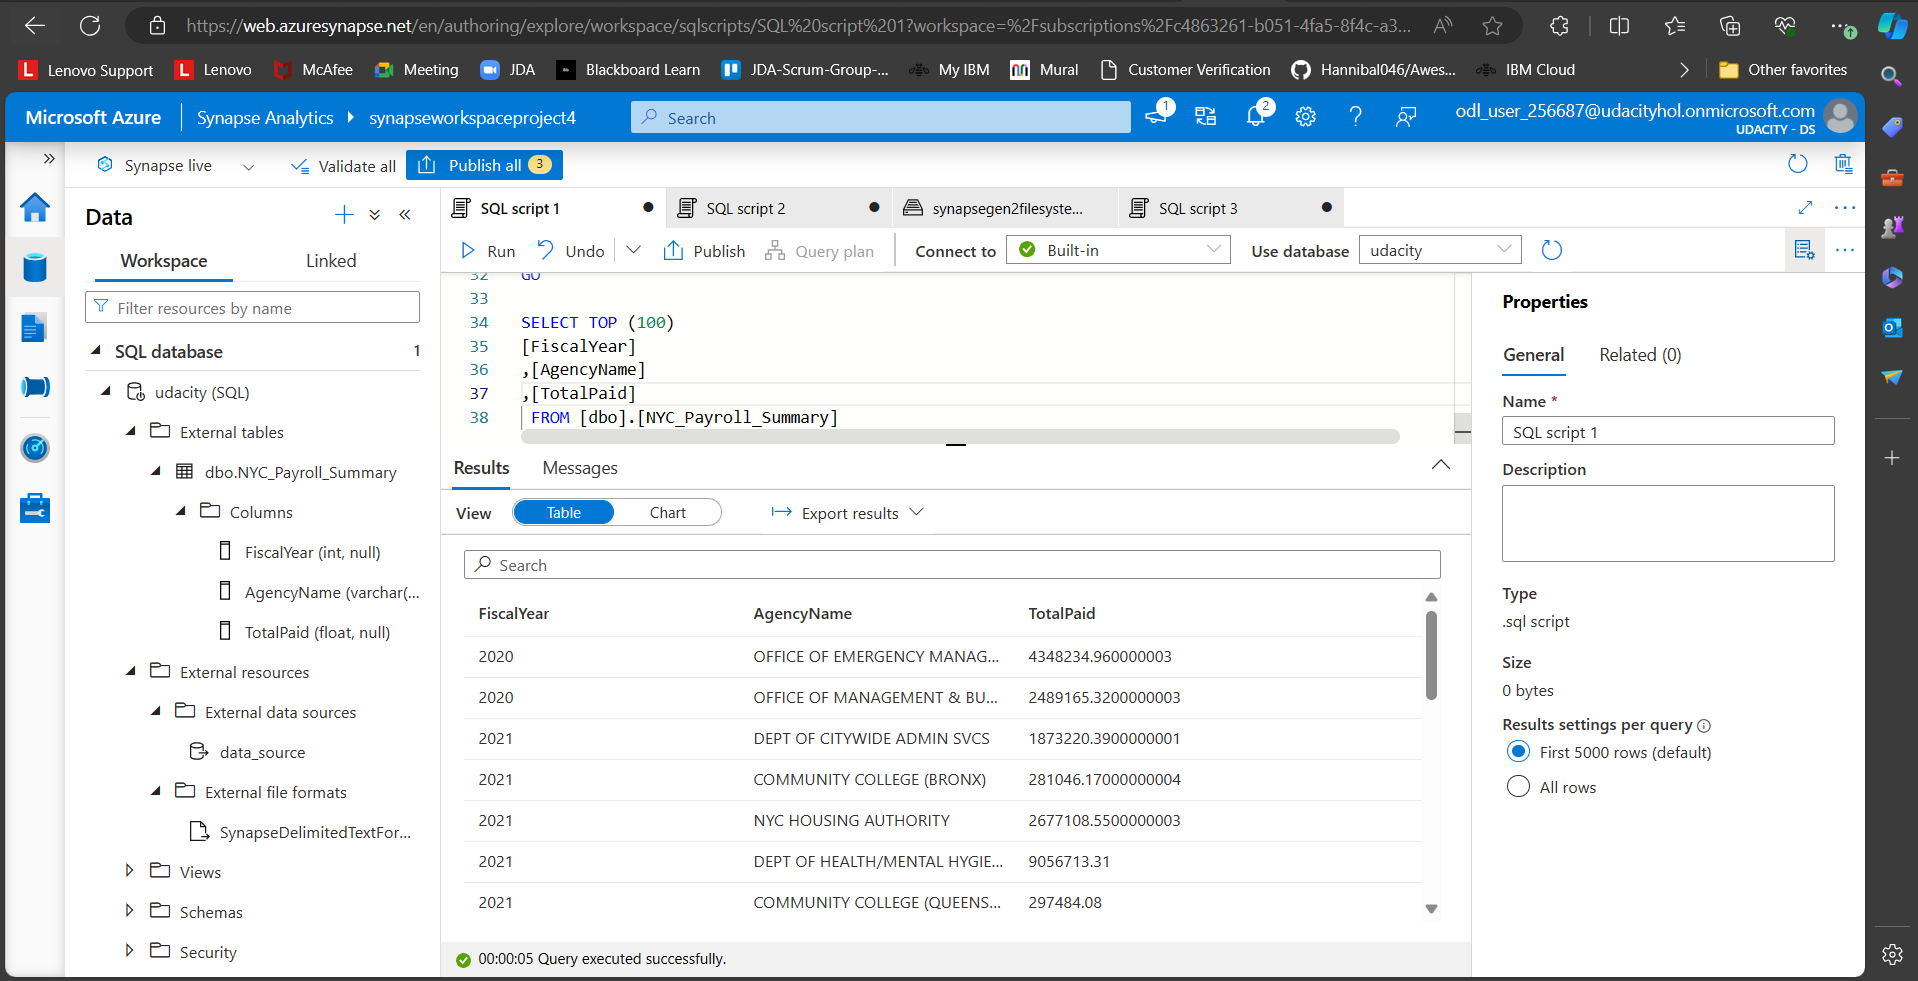 https://web.azuresynapse.net/en/authoring/explore/workspace/sqlscripts/SQL%20script%201?workspace=%2Fsubscriptions%2Fc4863261-b051-4fa5-8f4c-a3...
Lenovo Support
Lenovo
McAfee
Meeting
JDA
Blackboard Learn
JDA-Scrum-Group-...
My IBM
Mural
Customer Verification
Hannibal046/Awes...
IBM Cloud
Other favorites
Microsoft Azure
Synapse Analytics
synapseworkspaceproject4
Search
1
2
odl_user_256687@udacityhol.onmicrosoft.com
UDACITY - DS
Synapse live
Validate all
Publish all
3
Data
Workspace
Linked
Filter resources by name
SQL database
1
udacity (SQL)
External tables
dbo.NYC_Payroll_Summary
Columns
FiscalYear (int, null)
AgencyName (varchar(...
TotalPaid (float, null)
External resources
External data sources
data_source
External file formats
SynapseDelimitedTextFor...
Views
Schemas
Security
SQL script 1
SQL script 2
synapsegen2filesyste...
SQL script 3
Run
Undo
Publish
Query plan
Connect to
Built-in
Use database
udacity
32 GO
33
34 SELECT TOP (100)
35 [FiscalYear]
36 ,[AgencyName]
37 ,[TotalPaid]
38 FROM [dbo].[NYC_Payroll_Summary]
Results
Messages
View
Table
Chart
Export results
Search
FiscalYear AgencyName TotalPaid
2020 OFFICE OF EMERGENCY MANAG... 4348234.960000003
2020 OFFICE OF MANAGEMENT & BU... 2489165.3200000003
2021 DEPT OF CITYWIDE ADMIN SVCS 1873220.3900000001
2021 COMMUNITY COLLEGE (BRONX) 281046.17000000004
2021 NYC HOUSING AUTHORITY 2677108.5500000003
2021 DEPT OF HEALTH/MENTAL HYGIE... 9056713.31
2021 COMMUNITY COLLEGE (QUEENS... 297484.08
00:00:05 Query executed successfully.
Properties
General
Related (0)
Name *
SQL script 1
Description
Type
.sql script
Size
0 bytes
Results settings per query
First 5000 rows (default)
All rows